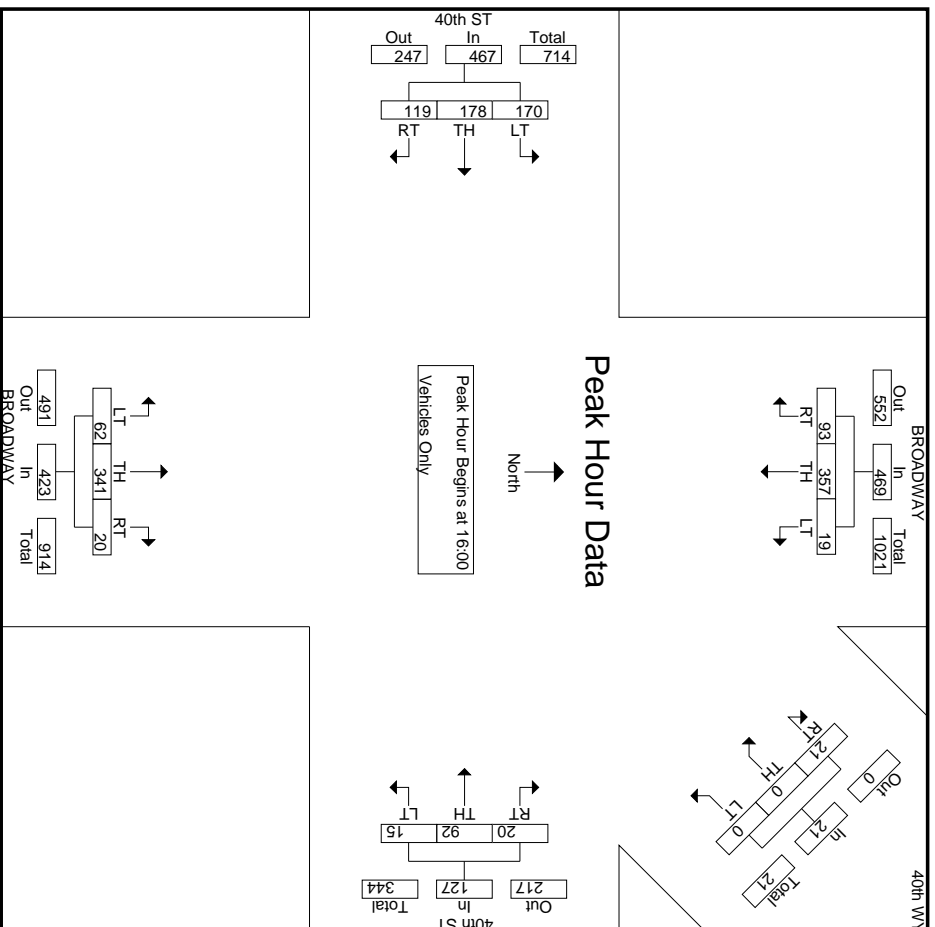 40th ST
Out In Total
247 467 714
119 178 170
RT TH LT
BROADWAY
Out In Total
552 469 1021
93 357 19
RT TH LT
Peak Hour Data
North
Peak Hour Begins at 16:00
Vehicles Only
LT TH RT
62 341 20
491 423 914
Out In Total
BROADWAY
40th WY
Out In Total
0 21 21
RT TH LT
21 0 0
RT TH LT
20 92 15
217 127 344
Out In Total
40th ST